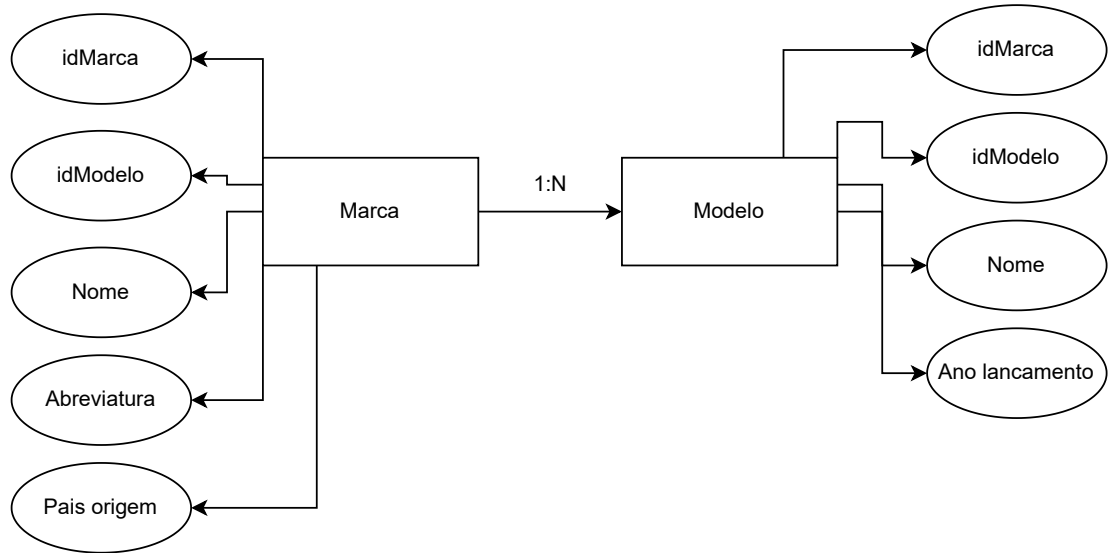 idMarca
idModelo
Nome
Abreviatura
Pais origem
Marca
1:N
Modelo
idMarca
idModelo
Nome
Ano lancamento